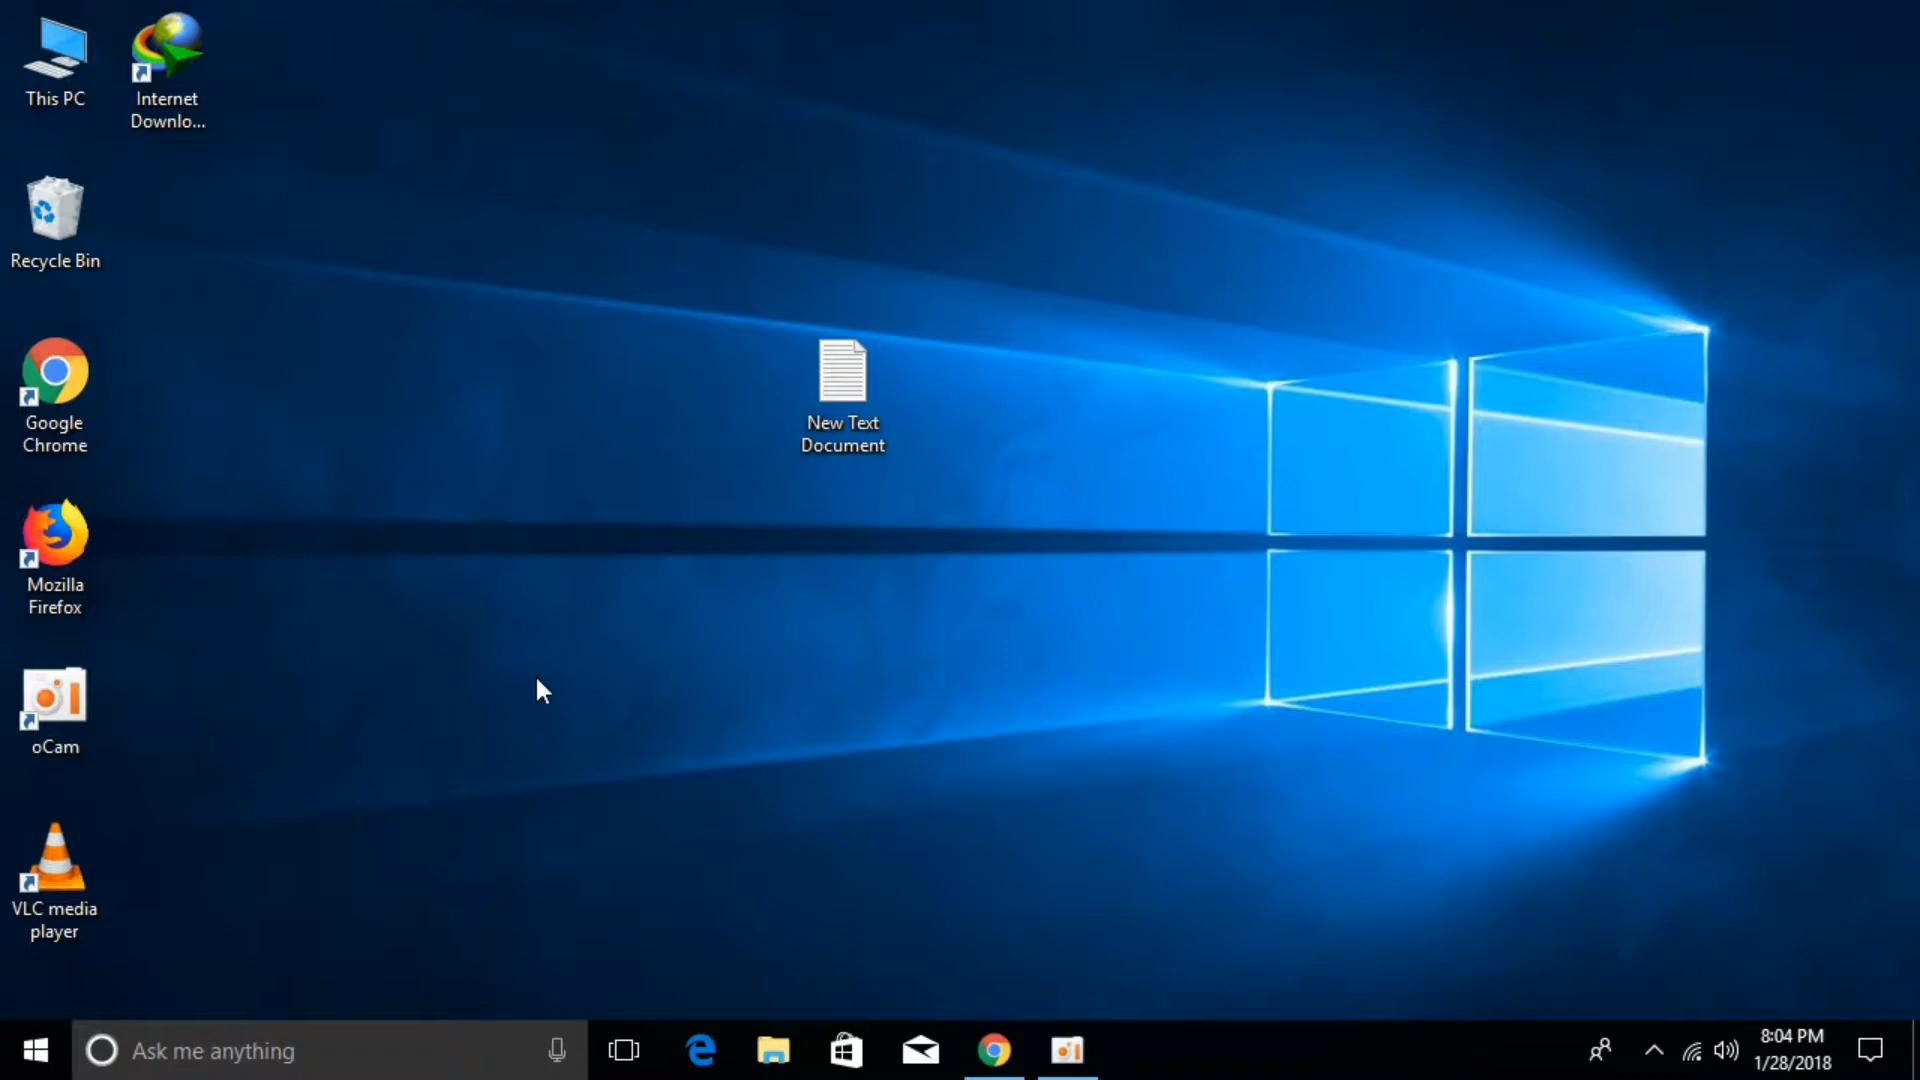 This PC
Internet
Downlo...
Recycle Bin
Google
Chrome
New Text
Document
Mozilla
Firefox
oCam
VLC media
player
Ask me anything
8:04 PM
1/28/2018